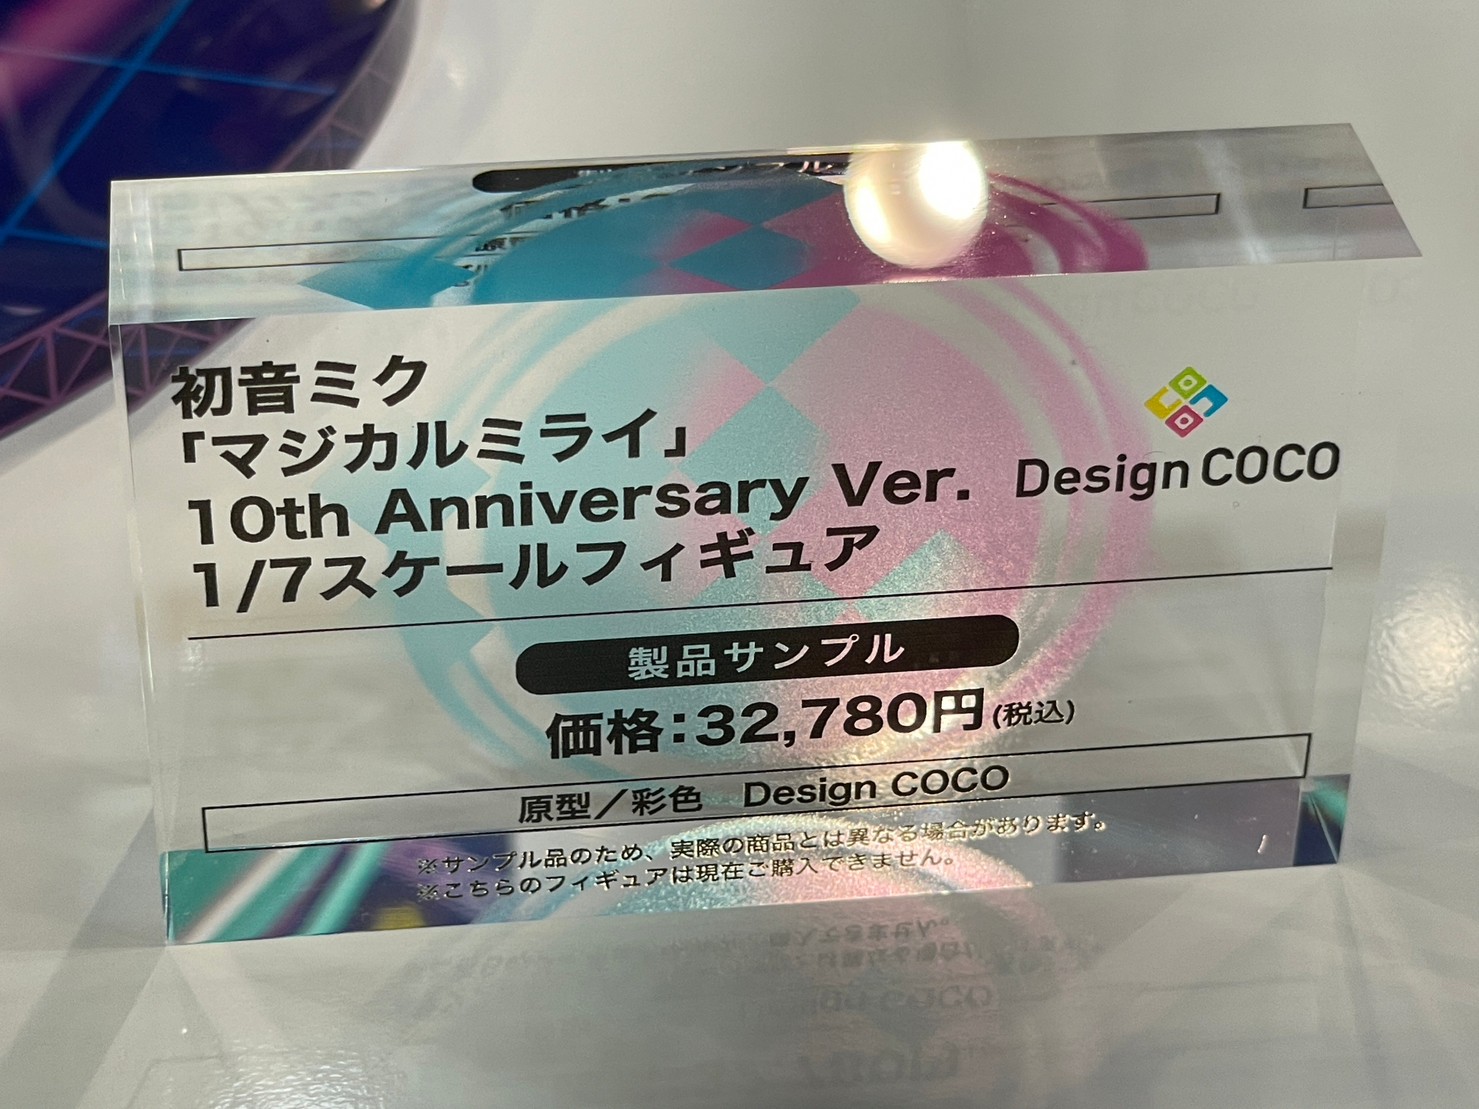 初音ミク
「マジカルミライ」
10th Anniversary Ver.
1/7スケールフィギュア
Design COCO
製品サンプル
価格:32,780円(税込)
原型／彩色　Design COCO
※サンプル品のため、実際の商品とは異なる場合があります。
※こちらのフィギュアは現在ご購入できません。